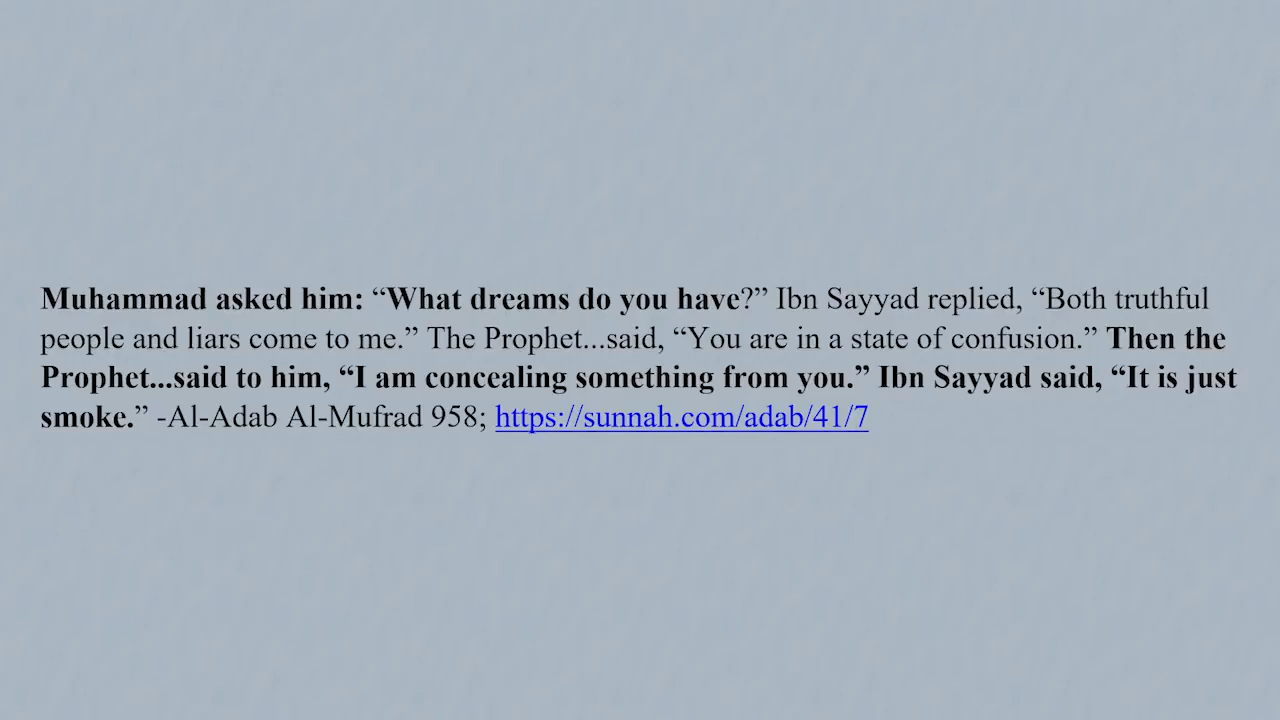 Muhammad asked him: “What dreams do you have?” Ibn Sayyad replied, “Both truthful
people and liars come to me.” The Prophet...said, “You are in a state of confusion.” Then the
Prophet...said to him, “I am concealing something from you.” Ibn Sayyad said, “It is just
smoke.” -Al-Adab Al-Mufrad 958; https://sunnah.com/adab/41/7